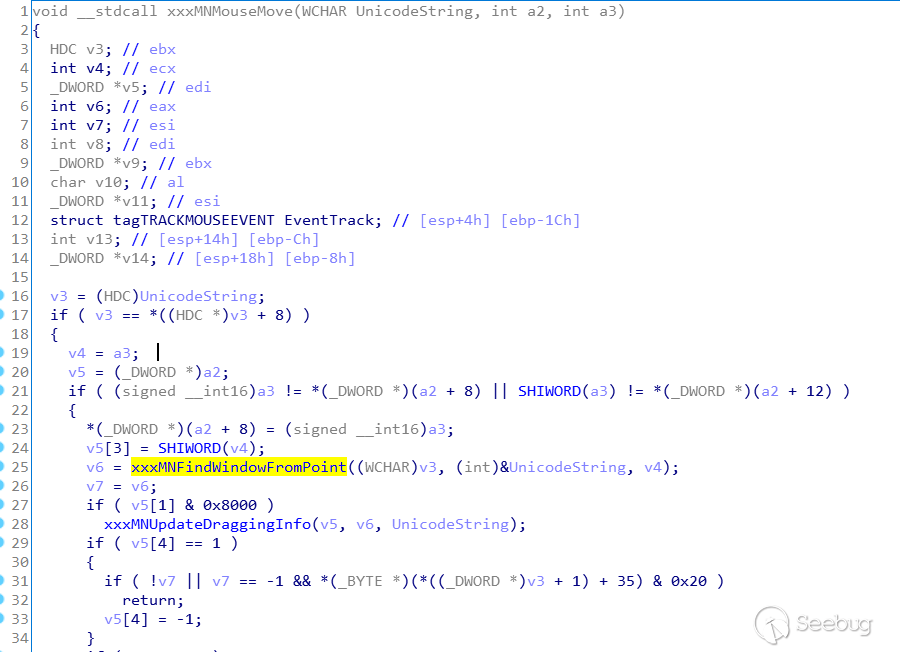 1 void __stdcall xxxMNMouseMove(WCHAR UnicodeString, int a2, int a3)
2 {
3 HDC v3; // ebx
4 int v4; // ecx
5 _DWORD *v5; // edi
6 int v6; // eax
7 int v7; // esi
8 int v8; // edi
9 _DWORD *v9; // ebx
10 char v10; // al
11 _DWORD *v11; // esi
12 struct tagTRACKMOUSEEVENT EventTrack; // [esp+4h] [ebp-1Ch]
13 int v13; // [esp+14h] [ebp-Ch]
14 _DWORD *v14; // [esp+18h] [ebp-8h]
15
16 v3 = (HDC)UnicodeString;
17 if ( v3 == *((HDC *)v3 + 8) )
18 {
19 v4 = a3;
20 v5 = (_DWORD *)a2;
21 if ( (signed __int16)a3 != *(_DWORD *)(a2 + 8) || SHIWORD(a3) != *(_DWORD *)(a2 + 12) )
22 {
23 *(_DWORD *)(a2 + 8) = (signed __int16)a3;
24 v5[3] = SHIWORD(v4);
25 v6 = xxxMNFindWindowFromPoint((WCHAR)v3, (int)&UnicodeString, v4);
26 v7 = v6;
27 if ( v5[1] & 0x8000 )
28 xxxMNUpdateDraggingInfo(v5, v6, UnicodeString);
29 if ( v5[4] == 1 )
30 {
31 if ( !v7 || v7 == -1 && *(_BYTE *)(*((_DWORD *)v3 + 1) + 35) & 0x20 )
32 return;
33 v5[4] = -1;
34 }
Seebug